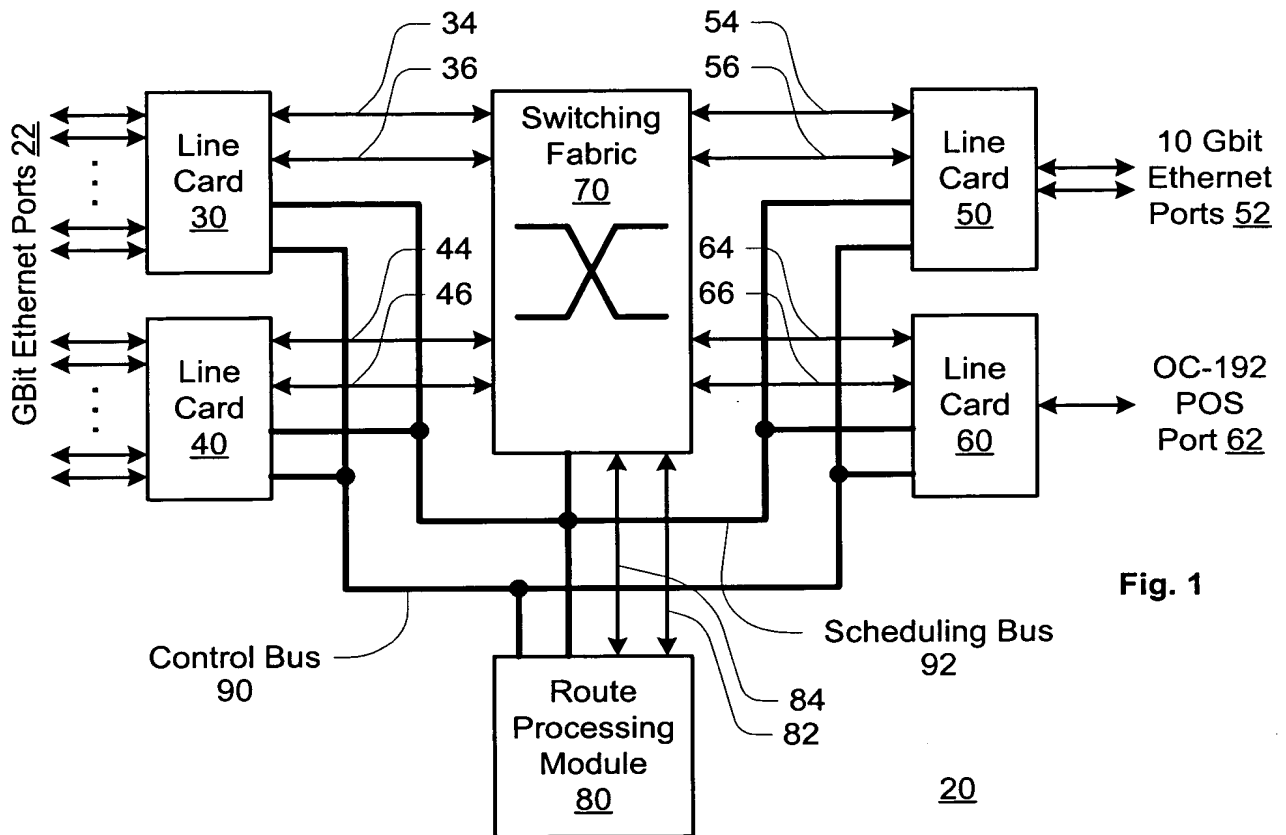 34
36
54
56
GBit Ethernet Ports 22
Line
Card
30
Switching
Fabric
70
Line
Card
50
10 Gbit
Ethernet
Ports 52
44
46
64
66
Line
Card
40
Line
Card
60
OC-192
POS
Port 62
Fig. 1
Control Bus
90
Scheduling Bus
92
Route
Processing
Module
80
84
82
20